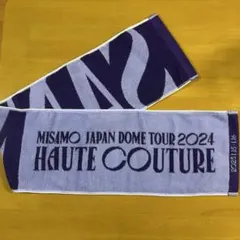 MISAMO JAPAN DOME TOUR 2024
HAUTE COUTURE